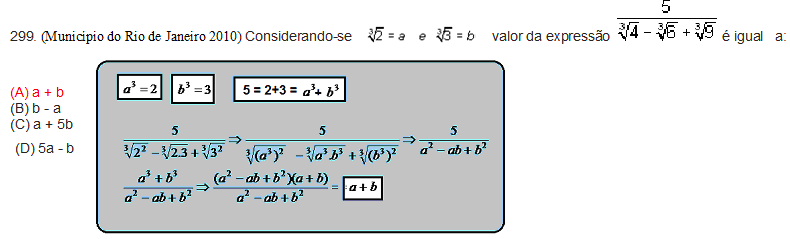 299. (Municipio do Rio de Janeiro 2010) Considerando-se ∛2 = a e ∛3 = b valor da expressão 5/(∛4 − ∛6 + ∛9) é igual a:
(A) a + b
(B) b - a
(C) a + 5b
(D) 5a - b
a³ = 2 b³ = 3 5 = 2+3 = a³+ b³
5/(∛2² − ∛2.3 + ∛3²) ⇒ 5/(∛(a³)² − ∛a³.b³ + ∛(b³)²) ⇒ 5/(a² − ab + b²)
(a³ + b³)/(a² − ab + b²) ⇒ (a² − ab + b²)(a + b)/(a² − ab + b²) = a + b